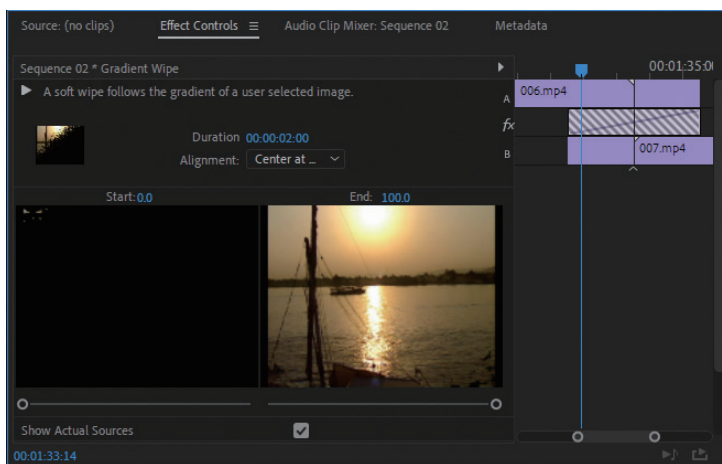 Source: (no clips) Effect Controls Audio Clip Mixer: Sequence 02 Metadata
Sequence 02 * Gradient Wipe
00:01:35:0
A soft wipe follows the gradient of a user selected image.
A 006.mp4
fx
Duration 00:00:02:00
Alignment: Center at ...
B 007.mp4
Start: 0.0 End: 100.0
Show Actual Sources
00:01:33:14